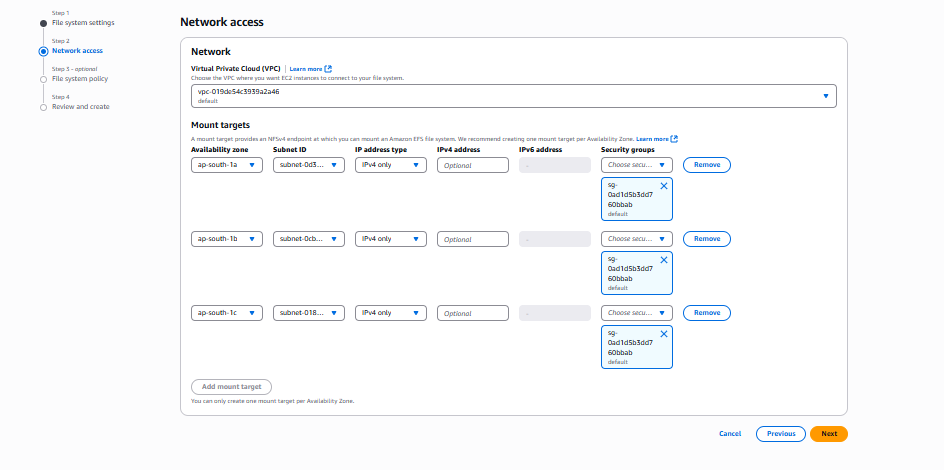 Step 1
File system settings
Step 2
Network access
Step 3 - optional
File system policy
Step 4
Review and create
Network access
Network
Virtual Private Cloud (VPC) | Learn more
Choose the VPC where you want EC2 instances to connect to your file system.
vpc-019de54c3939a2a46
default
Mount targets
A mount target provides an NFSv4 endpoint at which you can mount an Amazon EFS file system. We recommend creating one mount target per Availability Zone. Learn more
Availability zone Subnet ID IP address type IPv4 address IPv6 address Security groups
ap-south-1a subnet-0d3... IPv4 only Optional - Choose secu... Remove
sg-
0ad1d5b3dd7
60bbab
default
ap-south-1b subnet-0cb... IPv4 only Optional - Choose secu... Remove
sg-
0ad1d5b3dd7
60bbab
default
ap-south-1c subnet-018... IPv4 only Optional - Choose secu... Remove
sg-
0ad1d5b3dd7
60bbab
default
Add mount target
You can only create one mount target per Availability Zone.
Cancel Previous Next